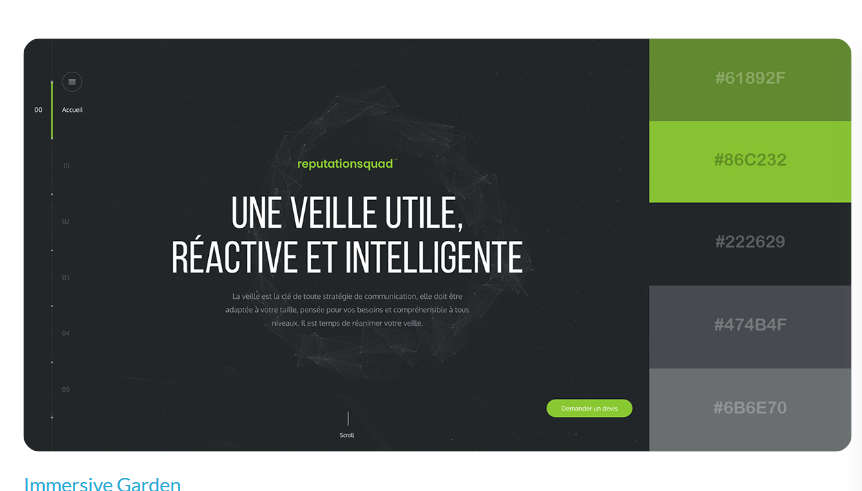 00
Accueil
01
02
03
04
05
reputationsquad
UNE VEILLE UTILE,
RÉACTIVE ET INTELLIGENTE
La veille est la clé de toute stratégie de communication, elle doit être
adaptée à votre taille, pensée pour vos besoins et compréhensible à tous
niveaux. Il est temps de réanimer votre veille.
Demander un devis
Scroll
#61892F
#86C232
#222629
#474B4F
#6B6E70
Immersive Garden